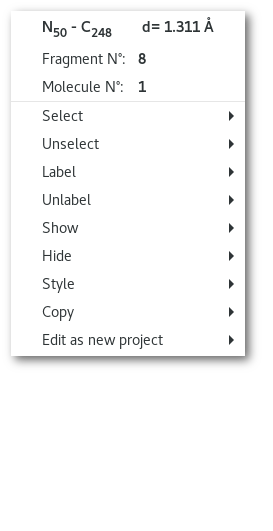 N50 - C248 d= 1.311 Å
Fragment N°: 8
Molecule N°: 1
Select
Unselect
Label
Unlabel
Show
Hide
Style
Copy
Edit as new project